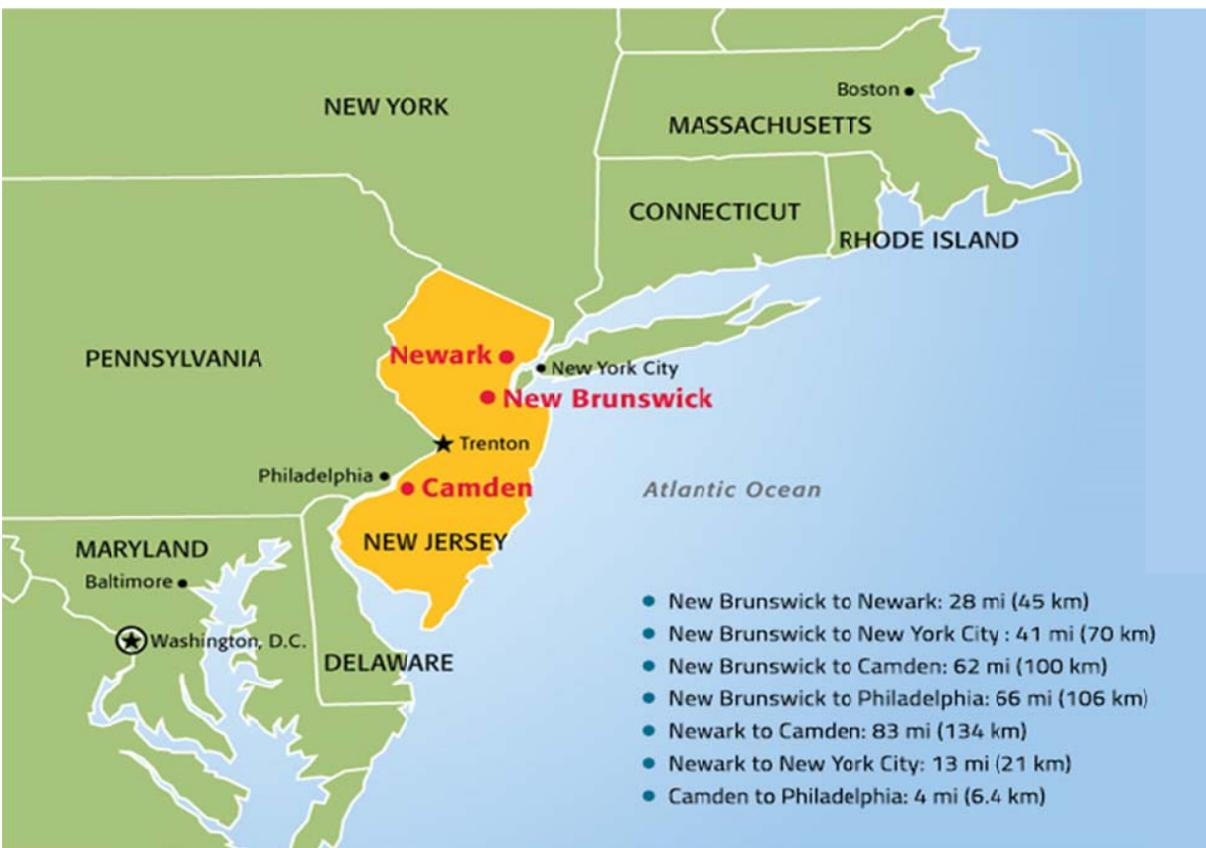 Boston
NEW YORK
MASSACHUSETTS
CONNECTICUT
RHODE ISLAND
PENNSYLVANIA
Newark
New York City
New Brunswick
Trenton
Philadelphia
Camden
Atlantic Ocean
NEW JERSEY
MARYLAND
Baltimore
Washington, D.C.
DELAWARE
New Brunswick to Newark: 28 mi (45 km)
New Brunswick to New York City : 41 mi (70 km)
New Brunswick to Camden: 62 mi (100 km)
New Brunswick to Philadelphia: 66 mi (106 km)
Newark to Camden: 83 mi (134 km)
Newark to New York City: 13 mi (21 km)
Camden to Philadelphia: 4 mi (6.4 km)